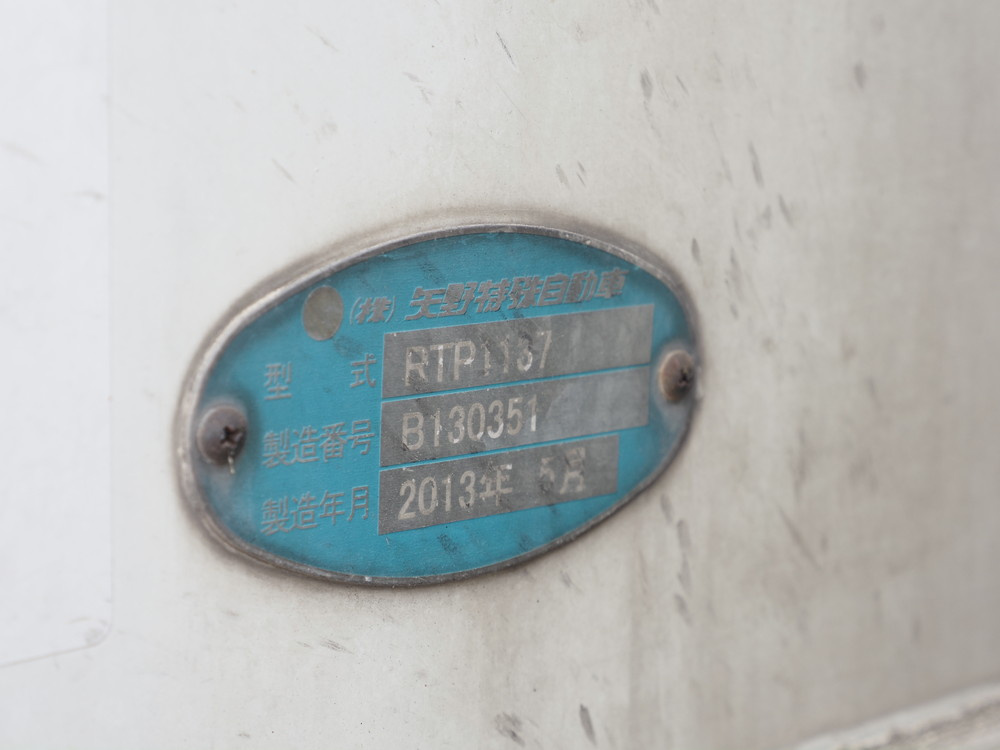 (株)矢野特殊自動車
型式 RTP1137
製造番号 B130351
製造年月 2013年 5月